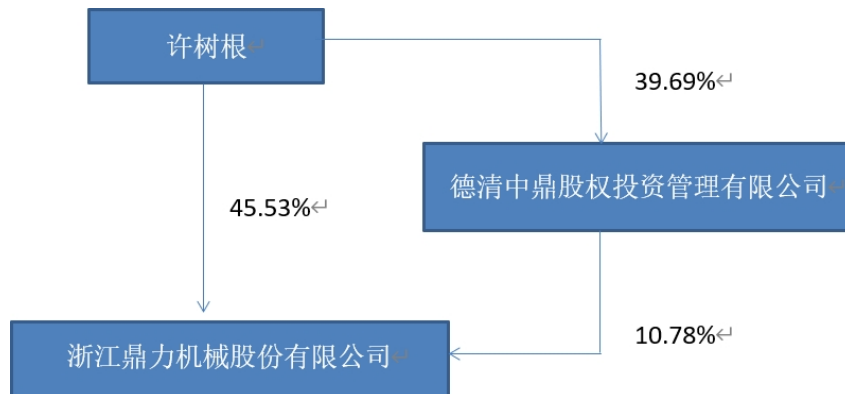 许树根
39.69%
德清中鼎股权投资管理有限公司
45.53%
10.78%
浙江鼎力机械股份有限公司